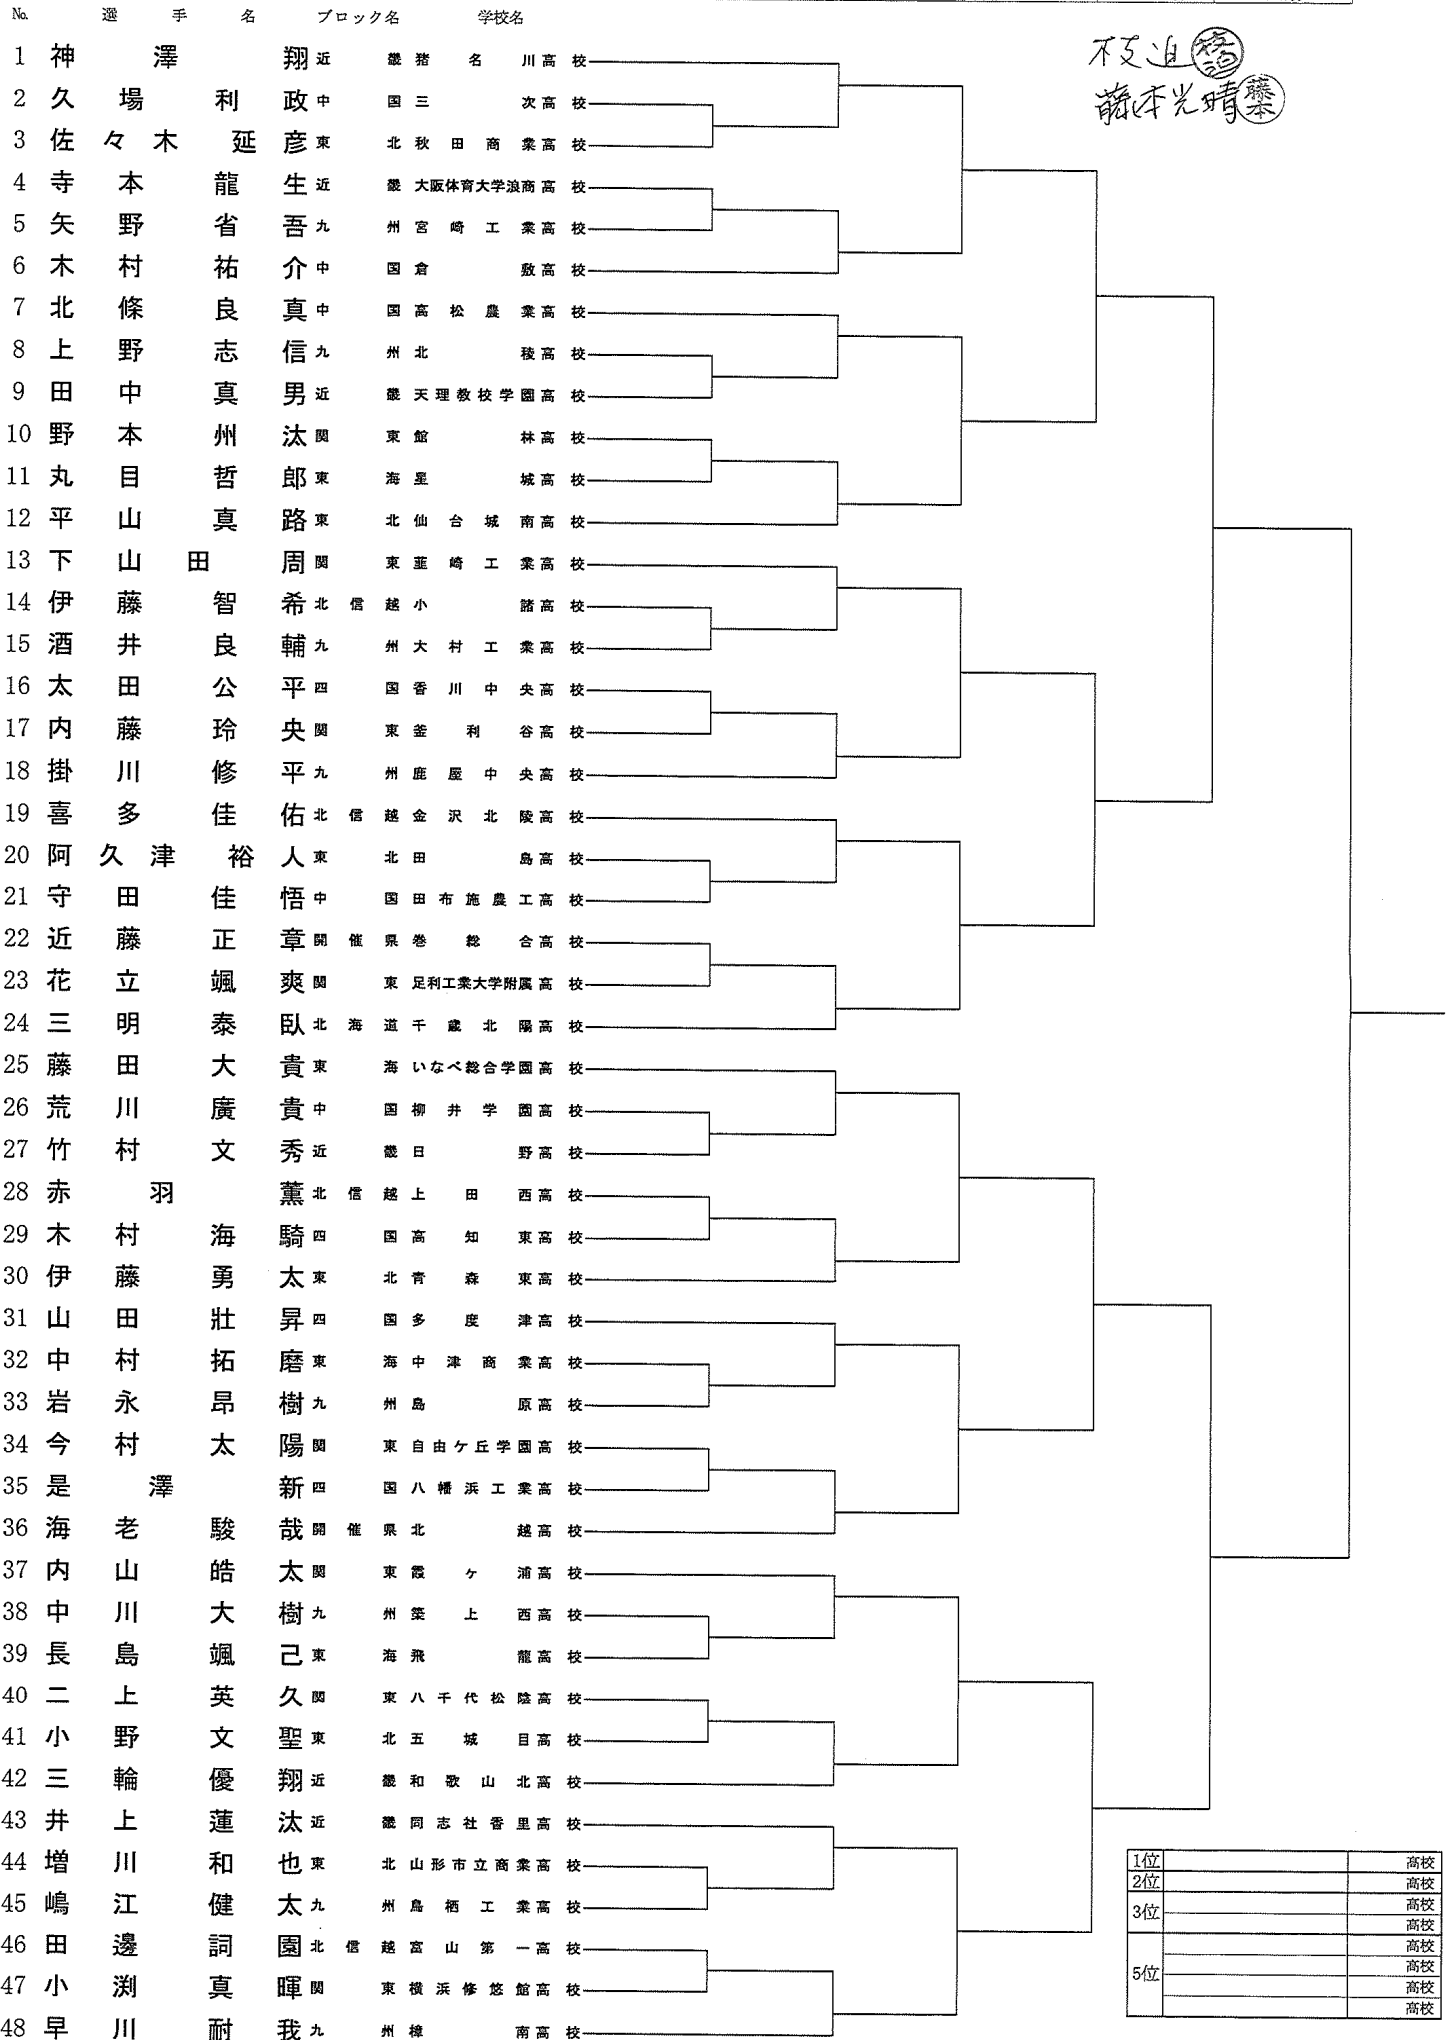 No. 選手名 ブロック名 学校名
枝迫 枝迫
藤本光晴 藤本
1 神澤 翔 近畿 猪名川高校
2 久場 利政 中国 三次高校
3 佐々木 延彦 東北 秋田商業高校
4 寺本 龍生 近畿 大阪体育大学浪商高校
5 矢野 省吾 九州 宮崎工業高校
6 木村 祐介 中国 倉敷高校
7 北條 良真 中国 高松農業高校
8 上野 志信 九州 北稜高校
9 田中 真男 近畿 天理教校学園高校
10 野本 州汰 関東 館林高校
11 丸目 哲郎 東海 星城高校
12 平山 真路 東北 仙台城南高校
13 下山田 周 関東 韮崎工業高校
14 伊藤 智希 北信越 小諸高校
15 酒井 良輔 九州 大村工業高校
16 太田 公平 四国 香川中央高校
17 内藤 玲央 関東 釜利谷高校
18 掛川 修平 九州 鹿屋中央高校
19 喜多 佳佑 北信越 金沢北陵高校
20 阿久津 裕人 東北 田島高校
21 守田 佳悟 中国 田布施農工高校
22 近藤 正章 開催県 巻総合高校
23 花立 颯爽 関東 足利工業大学附属高校
24 三明 泰臥 北海道 千歳北陽高校
25 藤田 大貴 東海 いなべ総合学園高校
26 荒川 廣貴 中国 柳井学園高校
27 竹村 文秀 近畿 日野高校
28 赤羽 薫 北信越 上田西高校
29 木村 海騎 四国 高知東高校
30 伊藤 勇太 東北 青森東高校
31 山田 壯昇 四国 多度津高校
32 中村 拓磨 東海 中津商業高校
33 岩永 昂樹 九州 島原高校
34 今村 太陽 関東 自由ケ丘学園高校
35 是澤 新 四国 八幡浜工業高校
36 海老 駿哉 開催県 北越高校
37 内山 皓太 関東 霞ヶ浦高校
38 中川 大樹 九州 築上西高校
39 長島 颯己 東海 飛龍高校
40 二上 英久 関東 八千代松陰高校
41 小野 文聖 東北 五城目高校
42 三輪 優翔 近畿 和歌山北高校
43 井上 蓮汰 近畿 同志社香里高校
44 増川 和也 東北 山形市立商業高校
45 嶋江 健太 九州 鳥栖工業高校
46 田邊 詞園 北信越 富山第一高校
47 小渕 真暉 関東 横浜修悠館高校
48 早川 耐我 九州 樟南高校
1位 高校
2位 高校
3位 高校
高校
5位 高校
高校
高校
高校